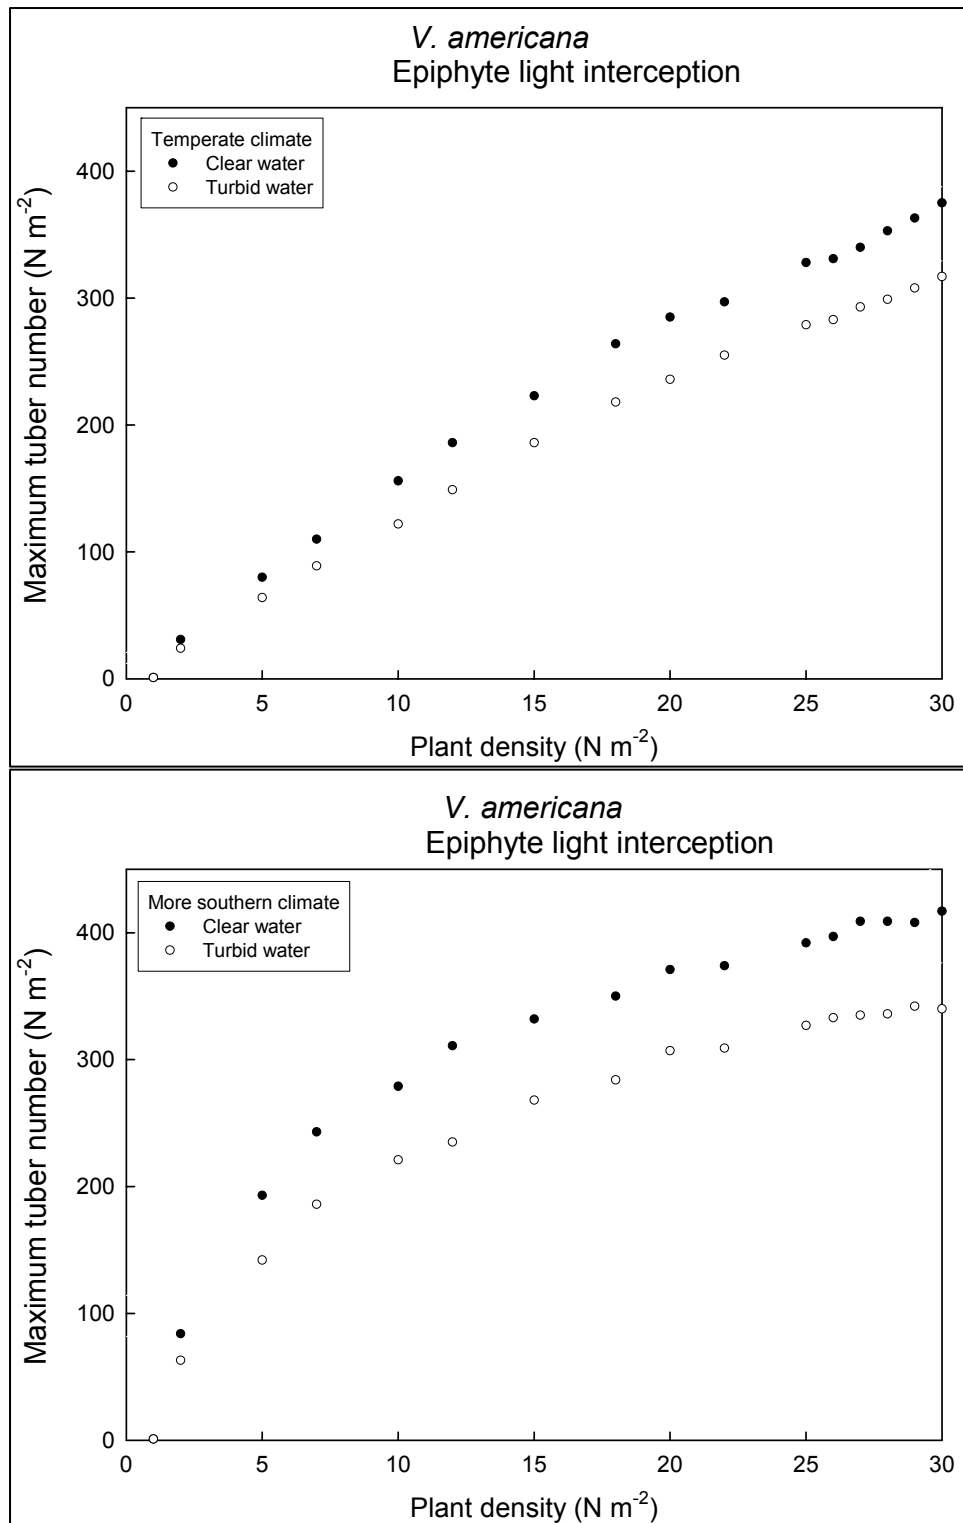 V. americana
Epiphyte light interception
Temperate climate
Clear water
Turbid water
Maximum tuber number (N m-2)
400
300
200
100
0
0 5 10 15 20 25 30
Plant density (N m-2)
V. americana
Epiphyte light interception
More southern climate
Clear water
Turbid water
Maximum tuber number (N m-2)
400
300
200
100
0
0 5 10 15 20 25 30
Plant density (N m-2)